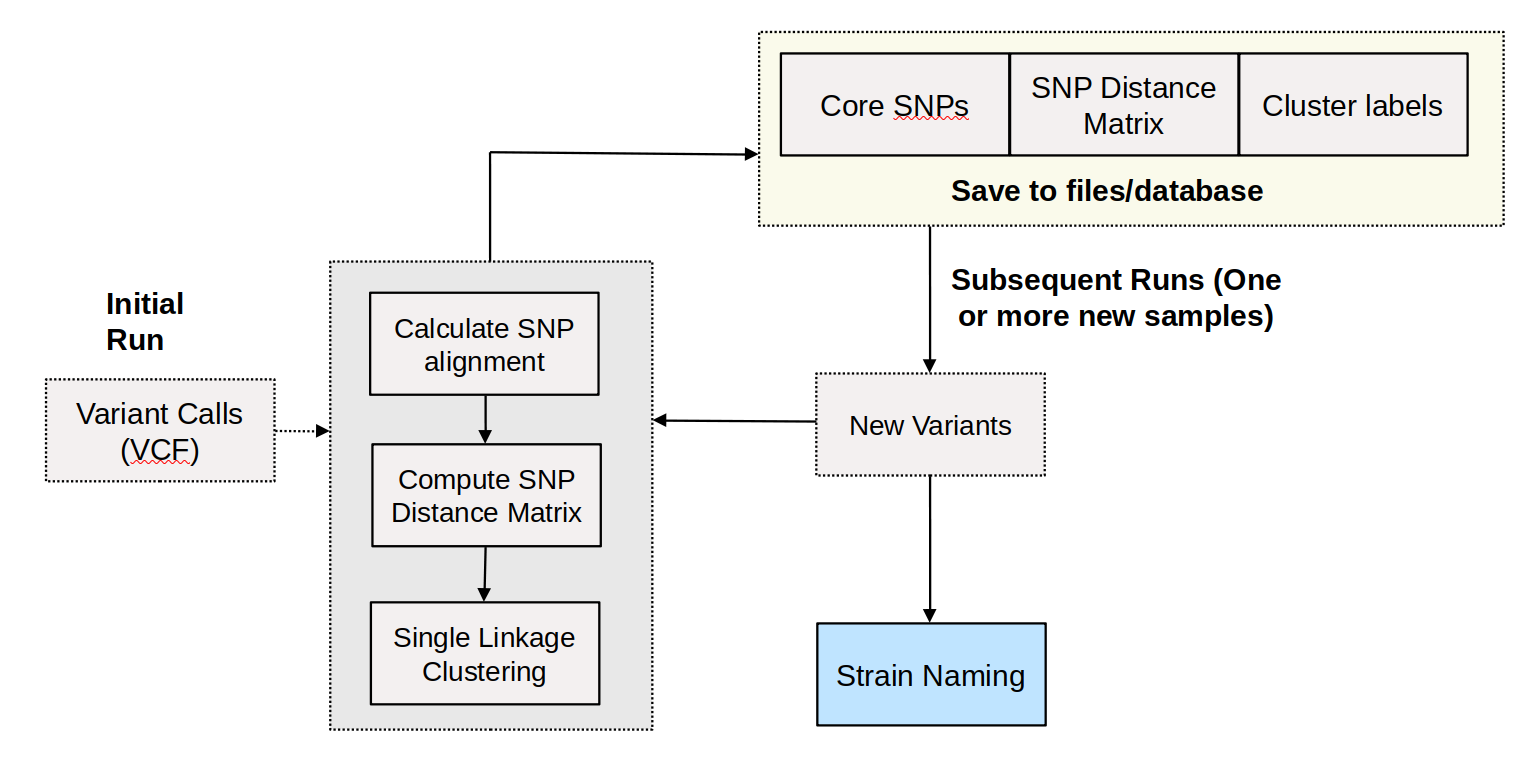 Core SNPs
SNP Distance
Matrix
Cluster labels
Save to files/database
Subsequent Runs (One
or more new samples)
Initial
Run
Variant Calls
(VCF)
Calculate SNP
alignment
Compute SNP
Distance Matrix
Single Linkage
Clustering
New Variants
Strain Naming